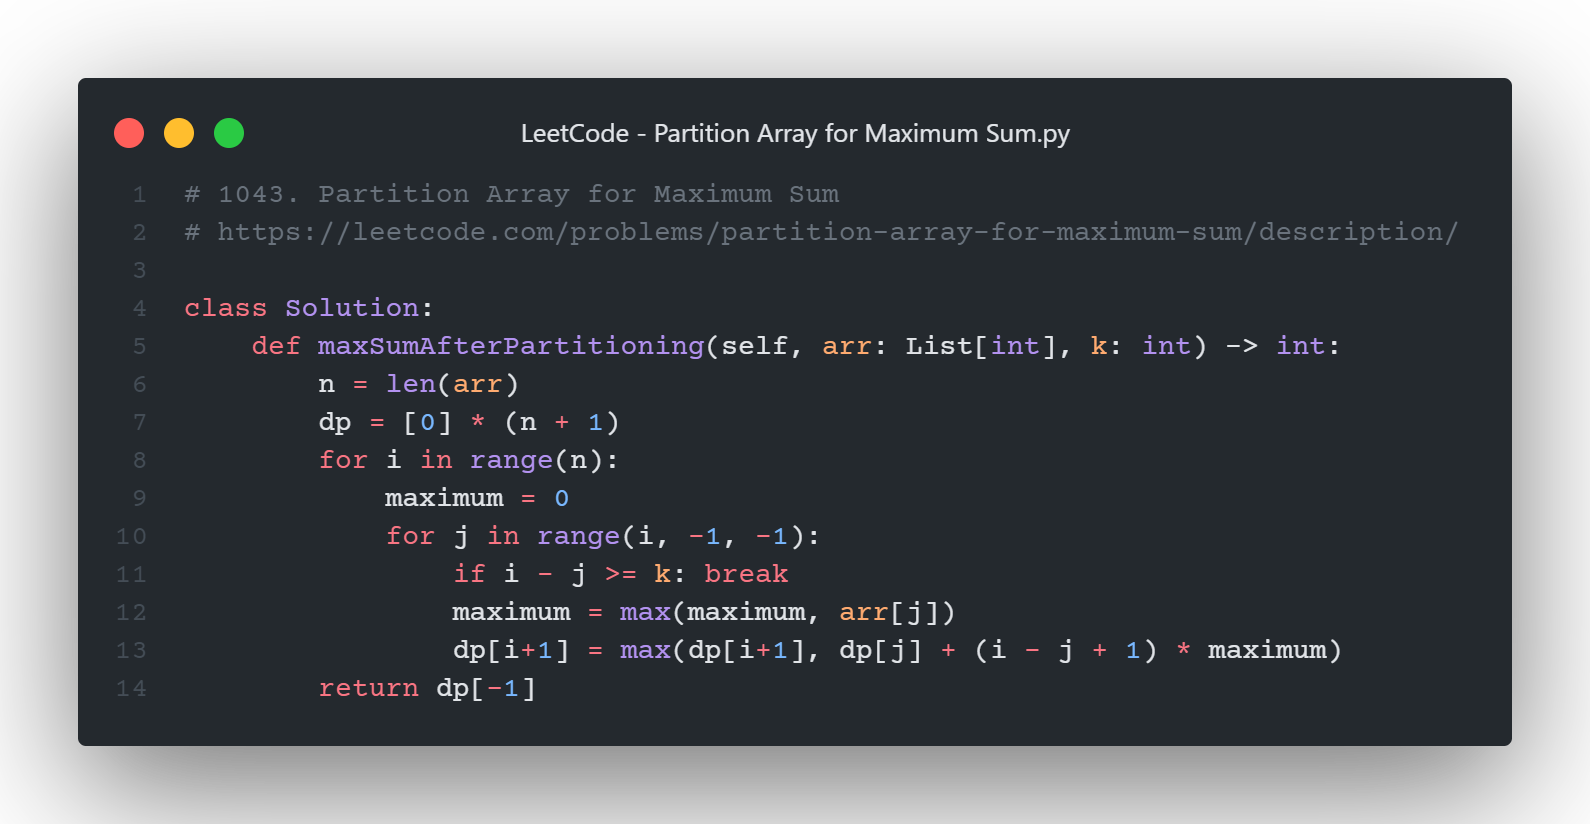 LeetCode - Partition Array for Maximum Sum.py
1 # 1043. Partition Array for Maximum Sum
2 # https://leetcode.com/problems/partition-array-for-maximum-sum/description/
3
4 class Solution:
5     def maxSumAfterPartitioning(self, arr: List[int], k: int) -> int:
6         n = len(arr)
7         dp = [0] * (n + 1)
8         for i in range(n):
9             maximum = 0
10             for j in range(i, -1, -1):
11                 if i - j >= k: break
12                 maximum = max(maximum, arr[j])
13                 dp[i+1] = max(dp[i+1], dp[j] + (i - j + 1) * maximum)
14         return dp[-1]